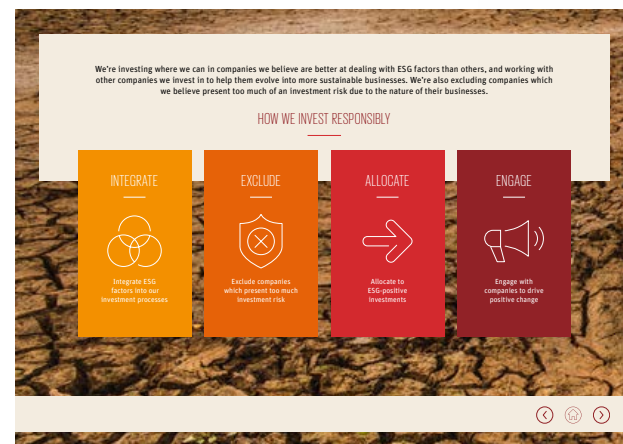 We're investing where we can in companies we believe are better at dealing with ESG factors than others, and working with
other companies we invest in to help them evolve into more sustainable businesses. We're also excluding companies which
we believe present too much of an investment risk due to the nature of their businesses.
HOW WE INVEST RESPONSIBLY
INTEGRATE
Integrate ESG
factors into our
investment processes
EXCLUDE
Exclude companies
which present too much
investment risk
ALLOCATE
Allocate to
ESG-positive
investments
ENGAGE
Engage with
companies to drive
positive change